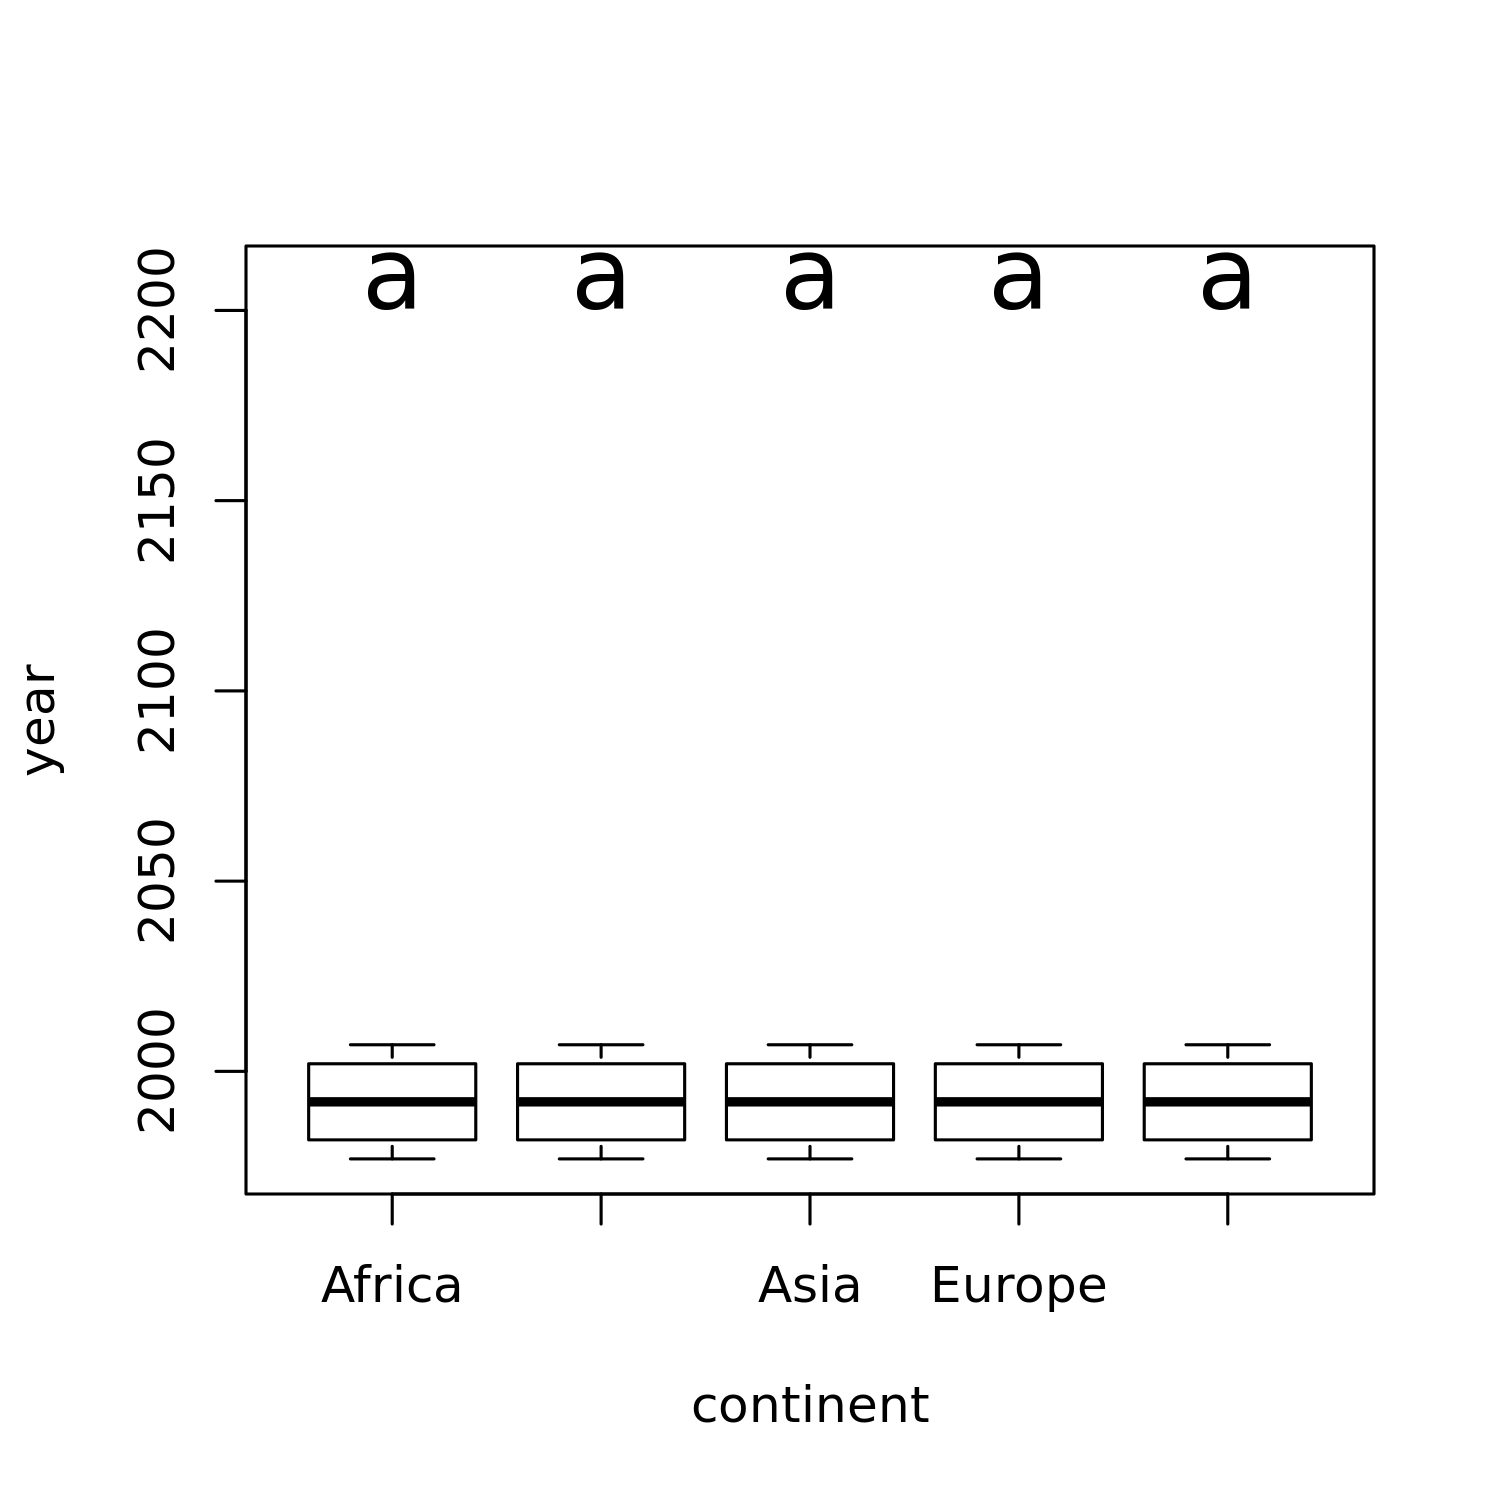 a a a a a
2200
2150
2100
2050
2000
year
Africa Asia Europe
continent